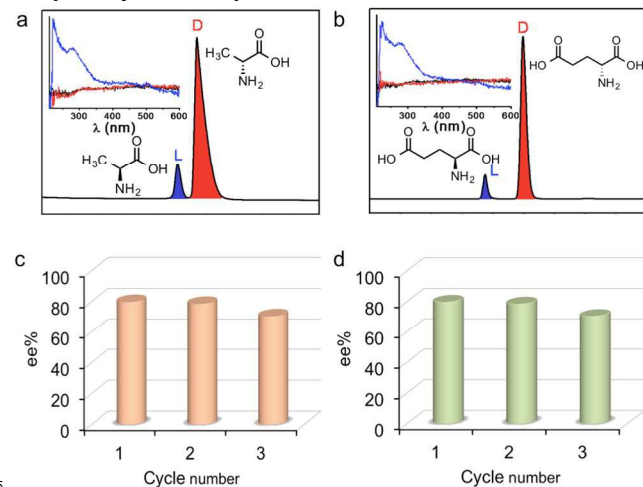 a
D
H₃C
O
OH
NH₂
300 400 500 600
λ (nm)
H₃C
O
OH
NH₂
L
b
D
O
HO
O
OH
NH₂
300 400 500 600
λ (nm)
O
HO
O
OH
NH₂
L
c
100
80
60
40
20
0
ee%
1 2 3
Cycle number
d
100
80
60
40
20
0
ee%
1 2 3
Cycle number